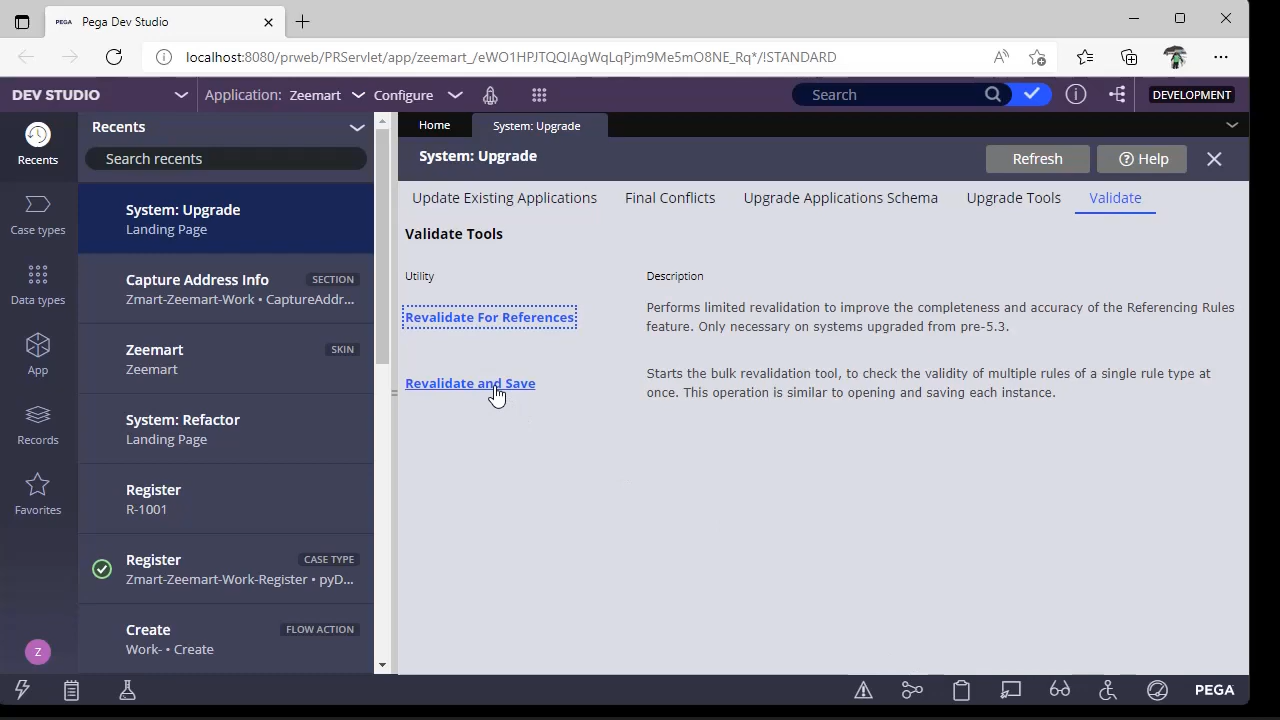 PEGA Pega Dev Studio
localhost:8080/prweb/PRServlet/app/zeemart_/eWO1HPJTQQIAgWqLqPjm9Me5mO8NE_Rq*/!STANDARD
DEV STUDIO Application: Zeemart Configure Search DEVELOPMENT
Recents
Case types
Data types
App
Records
Favorites
Z
Recents
Search recents
System: Upgrade
Landing Page
Capture Address Info SECTION
Zmart-Zeemart-Work • CaptureAddr...
Zeemart SKIN
Zeemart
System: Refactor
Landing Page
Register
R-1001
Register CASE TYPE
Zmart-Zeemart-Work-Register • pyD...
Create FLOW ACTION
Work- • Create
Home System: Upgrade
System: Upgrade Refresh Help
Update Existing Applications Final Conflicts Upgrade Applications Schema Upgrade Tools Validate
Validate Tools
Utility Description
Revalidate For References
Performs limited revalidation to improve the completeness and accuracy of the Referencing Rules
feature. Only necessary on systems upgraded from pre-5.3.
Revalidate and Save
Starts the bulk revalidation tool, to check the validity of multiple rules of a single rule type at
once. This operation is similar to opening and saving each instance.
PEGA